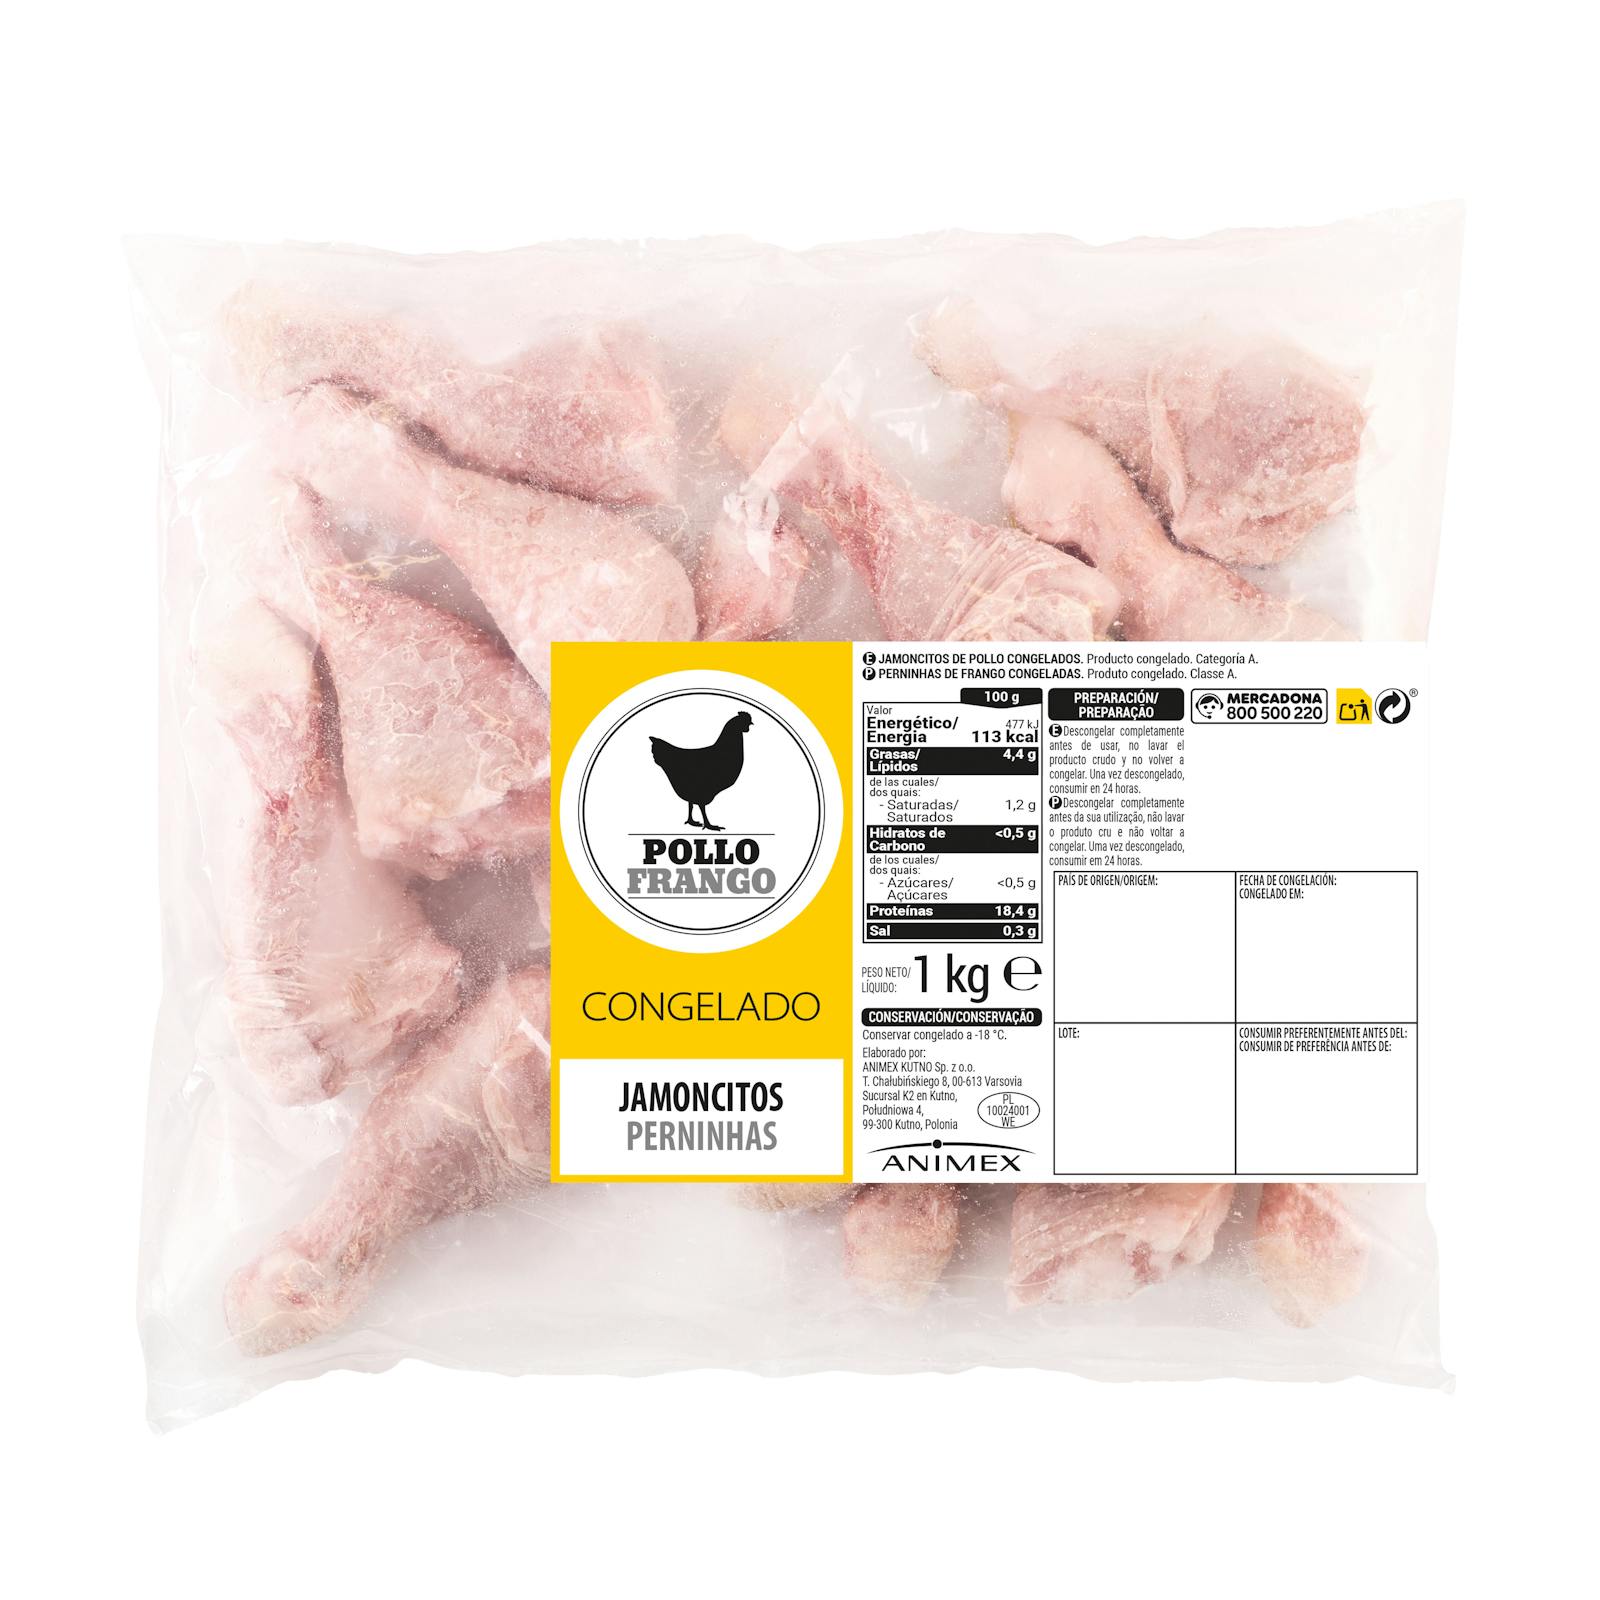 POLLO
FRANGO
CONGELADO
JAMONCITOS
PERNINHAS
E JAMONCITOS DE POLLO CONGELADOS. Producto congelado. Categoría A.
P PERNINHAS DE FRANGO CONGELADAS. Produto congelado. Classe A.
100 g
Valor
Energético/ 477 kJ
Energia 113 kcal
Grasas/ 4,4 g
Lípidos
de las cuales/
dos quais:
- Saturadas/ 1,2 g
Saturados
Hidratos de <0,5 g
Carbono
de los cuales/
dos quais:
- Azúcares/ <0,5 g
Açúcares
Proteínas 18,4 g
Sal 0,3 g
PESO NETO/
LÍQUIDO: 1 kg ℮
CONSERVACIÓN/CONSERVAÇÃO
Conservar congelado a -18 °C.
Elaborado por:
ANIMEX KUTNO Sp. z o.o.
T. Chałubińskiego 8, 00-613 Varsovia
Sucursal K2 en Kutno,
Południowa 4,
99-300 Kutno, Polonia
PL
10024001
WE
ANIMEX
PREPARACIÓN/
PREPARAÇÃO
E Descongelar completamente
antes de usar, no lavar el
producto crudo y no volver a
congelar. Una vez descongelado,
consumir en 24 horas.
P Descongelar completamente
antes da sua utilização, não lavar
o produto cru e não voltar a
congelar. Uma vez descongelado,
consumir em 24 horas.
MERCADONA
800 500 220
®
PAÍS DE ORIGEN/ORIGEM:
FECHA DE CONGELACIÓN:
CONGELADO EM:
LOTE:
CONSUMIR PREFERENTEMENTE ANTES DEL:
CONSUMIR DE PREFERÊNCIA ANTES DE: